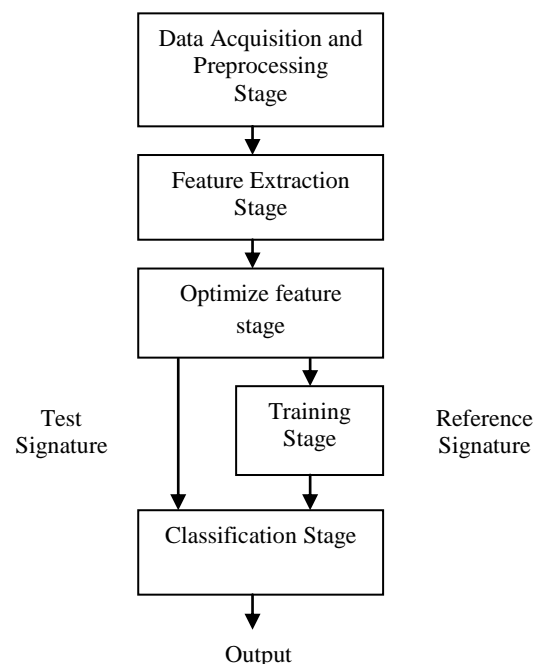 Data Acquisition and
Preprocessing
Stage
Feature Extraction
Stage
Optimize feature
stage
Test
Signature
Training
Stage
Reference
Signature
Classification Stage
Output